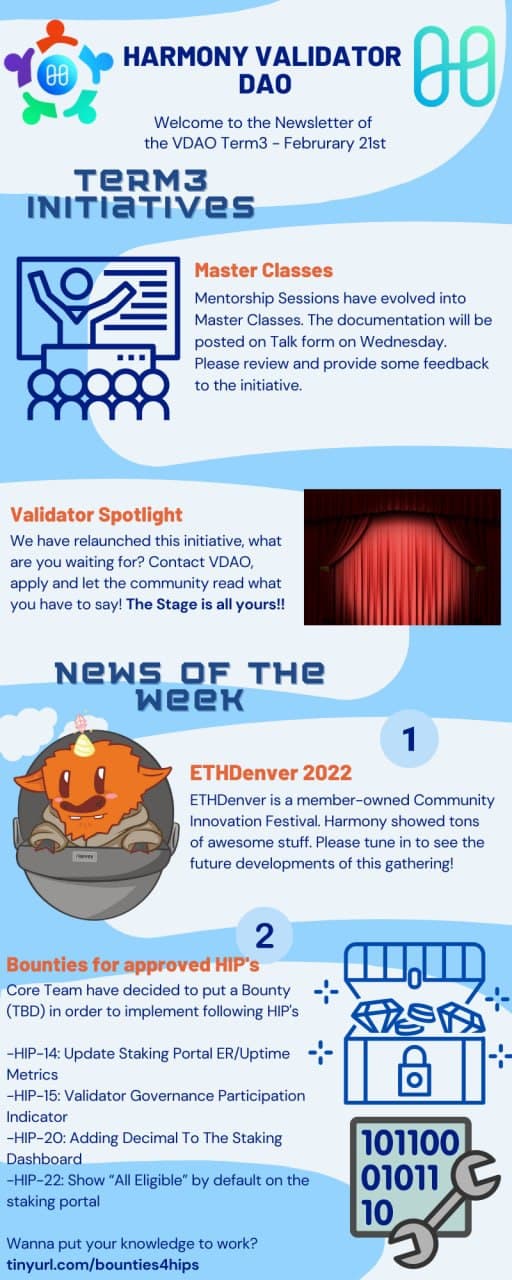 HARMONY VALIDATOR
DAO
Welcome to the Newsletter of
the VDAO Term3 - Februrary 21st
TERM3
INITIATIVES
Master Classes
Mentorship Sessions have evolved into
Master Classes. The documentation will be
posted on Talk form on Wednesday.
Please review and provide some feedback
to the initiative.
Validator Spotlight
We have relaunched this initiative, what
are you waiting for? Contact VDAO,
apply and let the community read what
you have to say! The Stage is all yours!!
NEWS OF THE
WEEK
1
ETHDenver 2022
ETHDenver is a member-owned Community
Innovation Festival. Harmony showed tons
of awesome stuff. Please tune in to see the
future developments of this gathering!
2
Bounties for approved HIP's
Core Team have decided to put a Bounty
(TBD) in order to implement following HIP's
-HIP-14: Update Staking Portal ER/Uptime
Metrics
-HIP-15: Validator Governance Participation
Indicator
-HIP-20: Adding Decimal To The Staking
Dashboard
-HIP-22: Show “All Eligible” by default on the
staking portal
101100
01011
10
Wanna put your knowledge to work?
tinyurl.com/bounties4hips